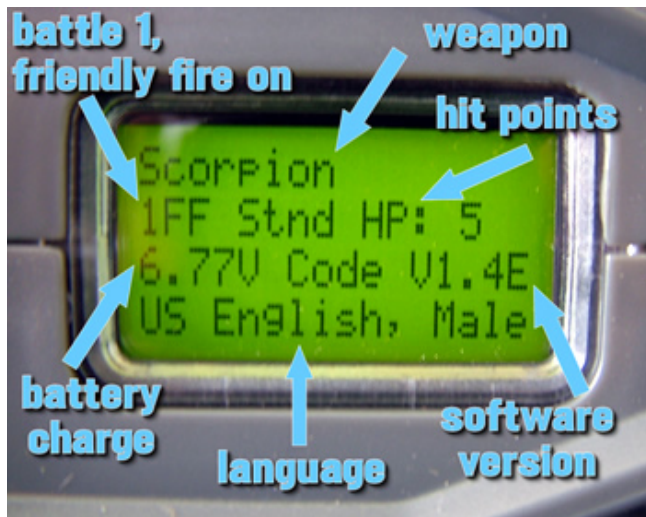 battle 1,
friendly fire on
weapon
hit points
Scorpion
1FF Stnd HP: 5
6.77V Code V1.4E
US English, Male
battery
charge
language
software
version